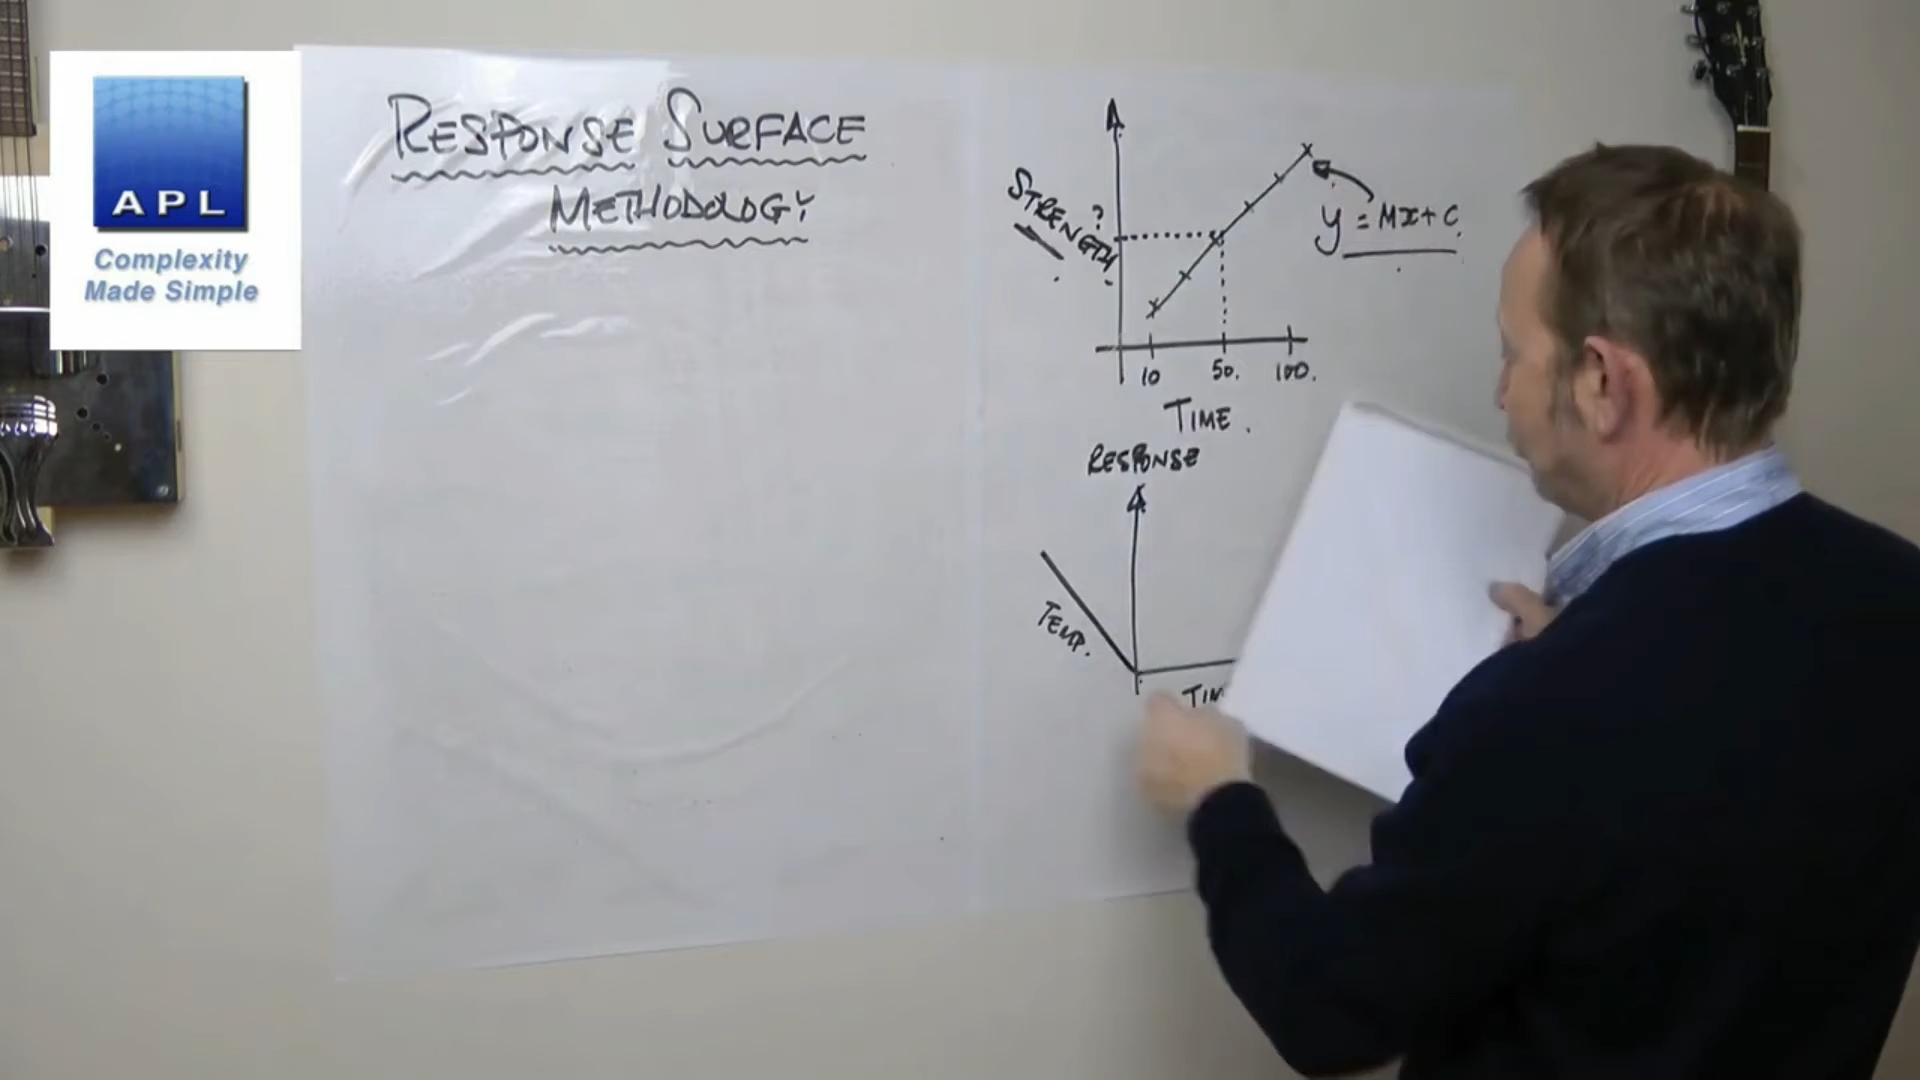 APL
Complexity
Made Simple
RESPONSE SURFACE
METHODOLOGY
STRENGTH
?
y = Mx + C.
10 50. 100.
TIME.
RESPONSE
TEMP.